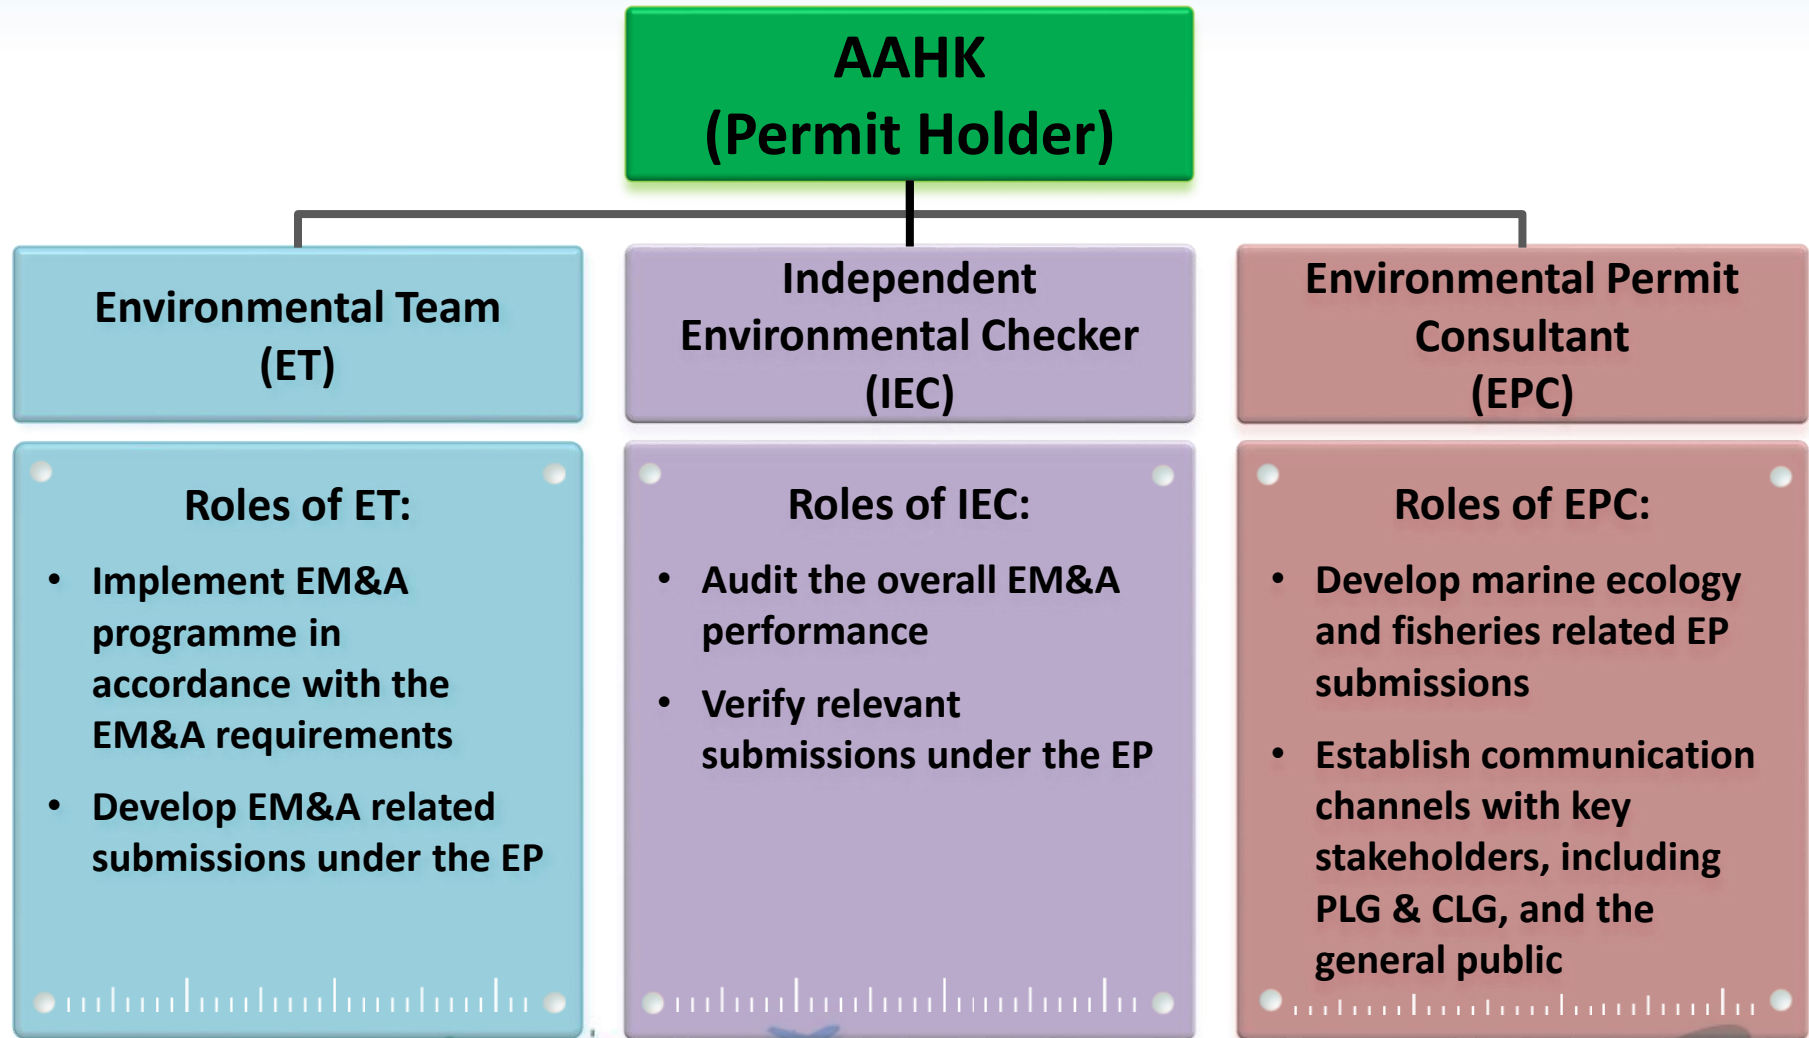 AAHK
(Permit Holder)
Environmental Team
(ET)
Independent
Environmental Checker
(IEC)
Environmental Permit
Consultant
(EPC)
Roles of ET:
• Implement EM&A
programme in
accordance with the
EM&A requirements
• Develop EM&A related
submissions under the EP
Roles of IEC:
• Audit the overall EM&A
performance
• Verify relevant
submissions under the EP
Roles of EPC:
• Develop marine ecology
and fisheries related EP
submissions
• Establish communication
channels with key
stakeholders, including
PLG & CLG, and the
general public